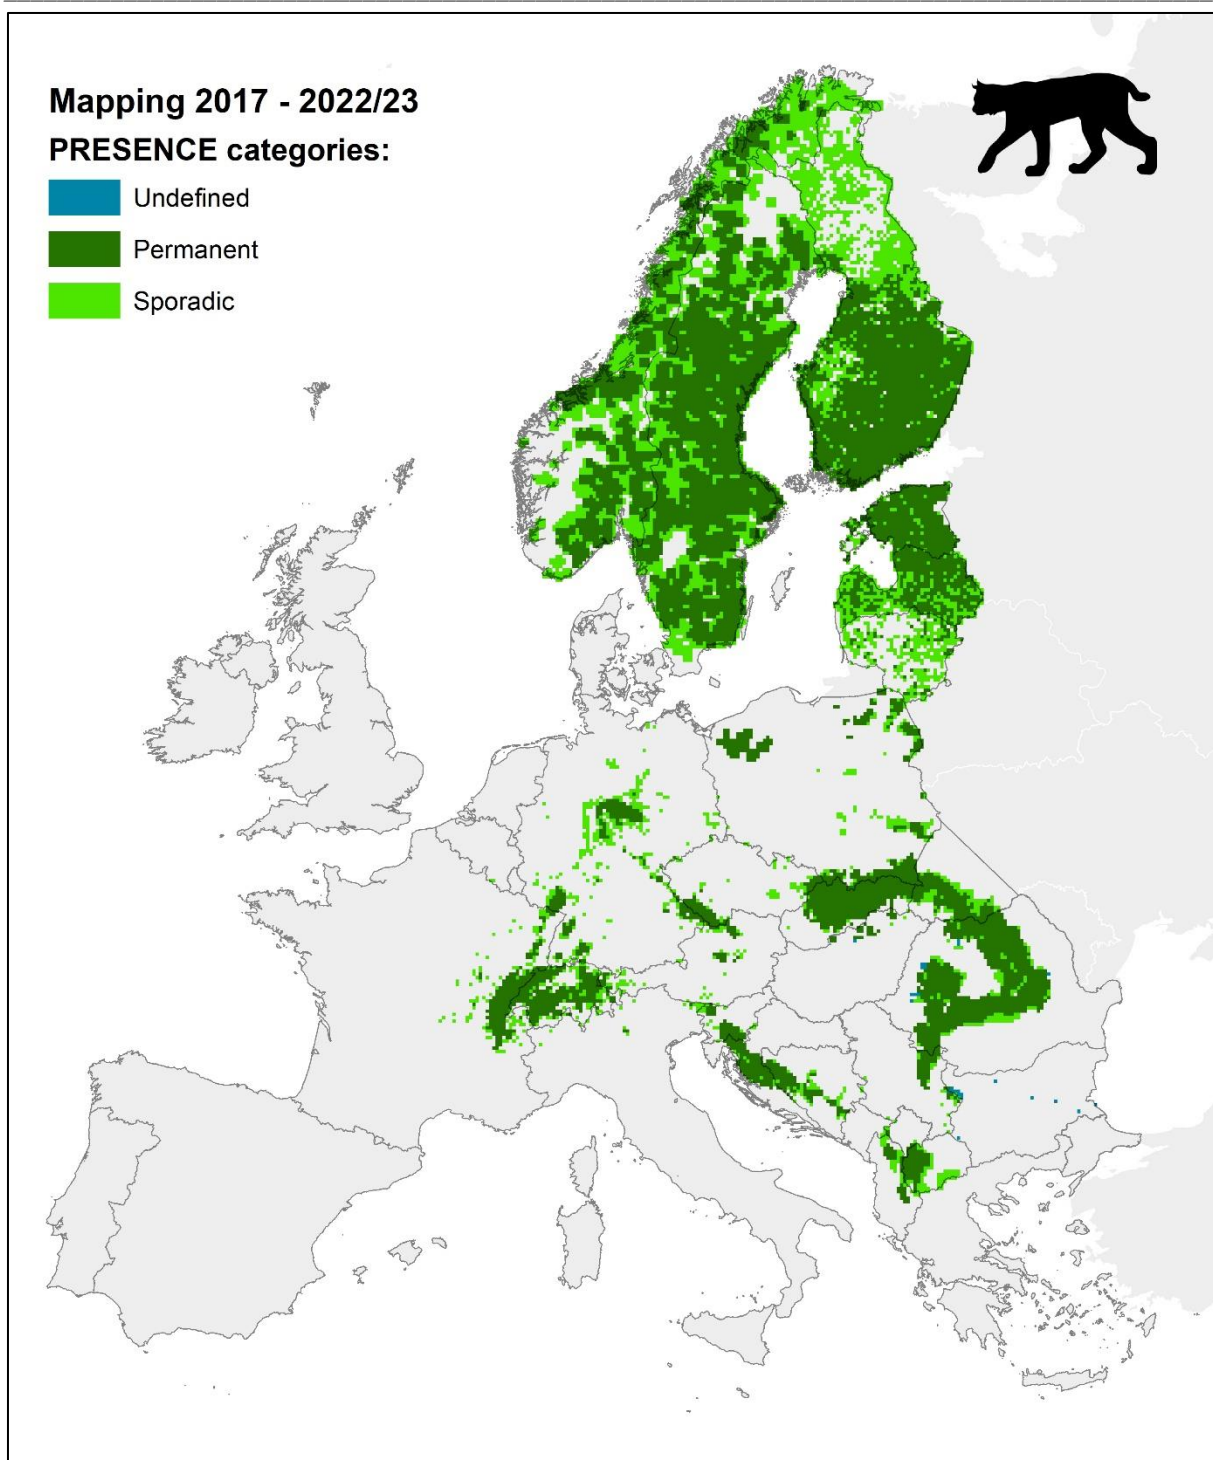 Mapping 2017 - 2022/23
PRESENCE categories:
Undefined
Permanent
Sporadic